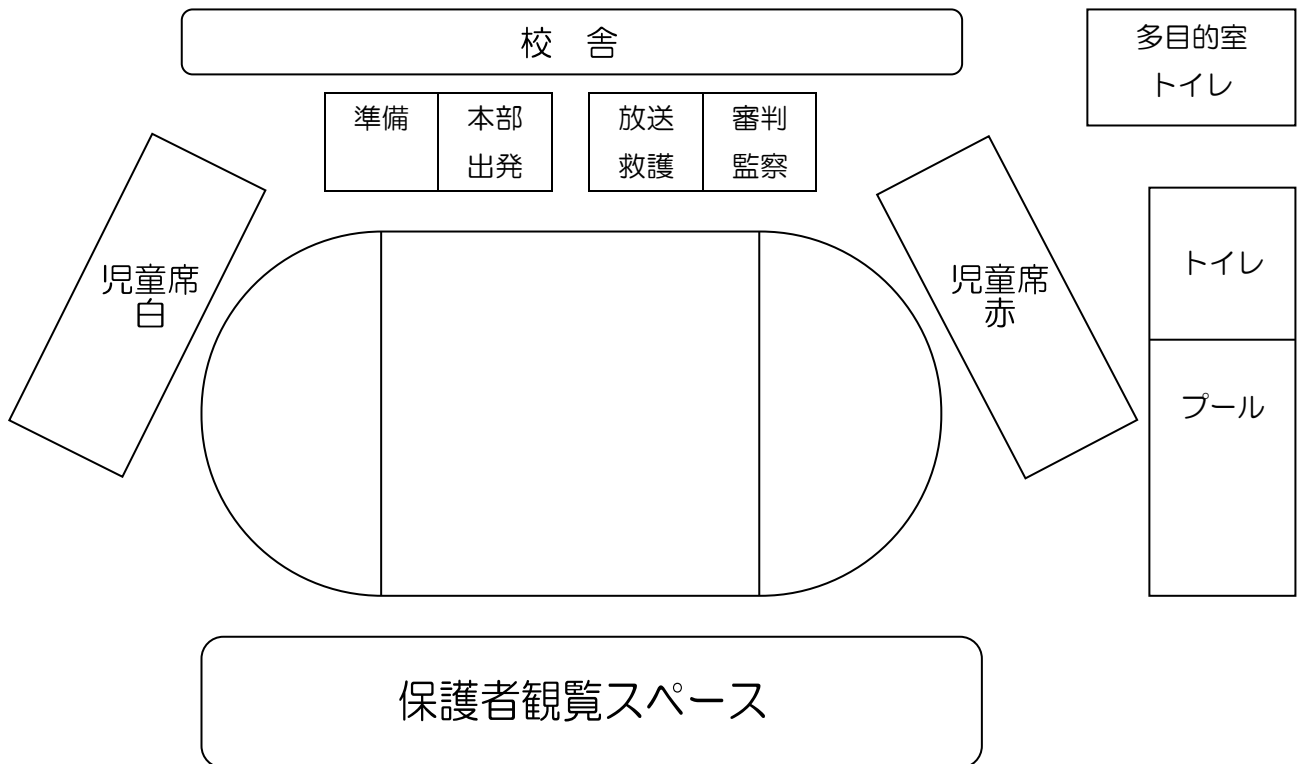 校　舎
多目的室
トイレ
準備
本部
出発
放送
救護
審判
監察
児童席
白
児童席
赤
トイレ
プール
保護者観覧スペース